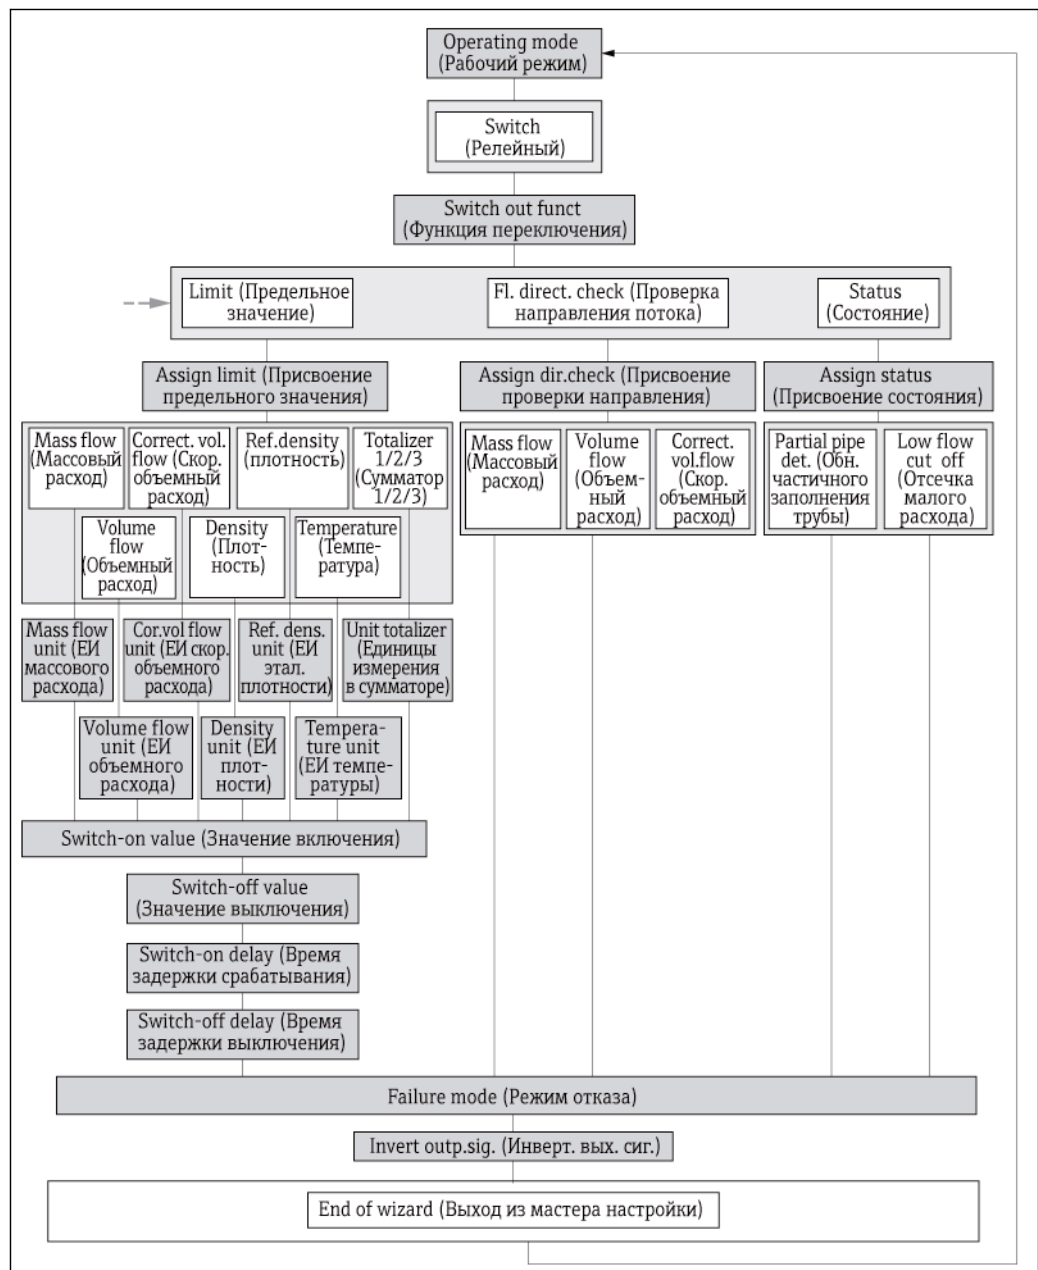 Operating mode
(Рабочий режим)
Switch
(Релейный)
Switch out funct
(Функция переключения)
Limit (Предельное
значение)
Fl. direct. check (Проверка
направления потока)
Status
(Состояние)
Assign limit (Присвоение
предельного значения)
Assign dir.check (Присвоение
проверки направления)
Assign status
(Присвоение состояния)
Mass flow
(Массовый
расход)
Correct. vol.
flow (Скор.
объемный
расход)
Ref.density
(плотность)
Totalizer
1/2/3
(Сумматор
1/2/3)
Mass flow
(Массовый
расход)
Volume
flow
(Объем-
ный
расход)
Correct.
vol.flow
(Скор.
объемный
расход)
Partial pipe
det. (Обн.
частичного
заполнения
трубы)
Low flow
cut off
(Отсечка
малого
расхода)
Volume
flow
(Объемный
расход)
Density
(Плот-
ность)
Temperature
(Темпе-
ратура)
Mass flow
unit (ЕИ
массового
расхода)
Cor.vol flow
unit (ЕИ скор.
объемного
расхода)
Ref. dens.
unit (ЕИ
этал.
плотности)
Unit totalizer
(Единицы
измерения
в сумматоре)
Volume flow
unit (ЕИ
объемного
расхода)
Density
unit (ЕИ
плот-
ности)
Tempera-
ture unit
(ЕИ темпе-
ратуры)
Switch-on value (Значение включения)
Switch-off value
(Значение выключения)
Switch-on delay (Время
задержки срабатывания)
Switch-off delay (Время
задержки выключения)
Failure mode (Режим отказа)
Invert outp.sig. (Инверт. вых. сиг.)
End of wizard (Выход из мастера настройки)